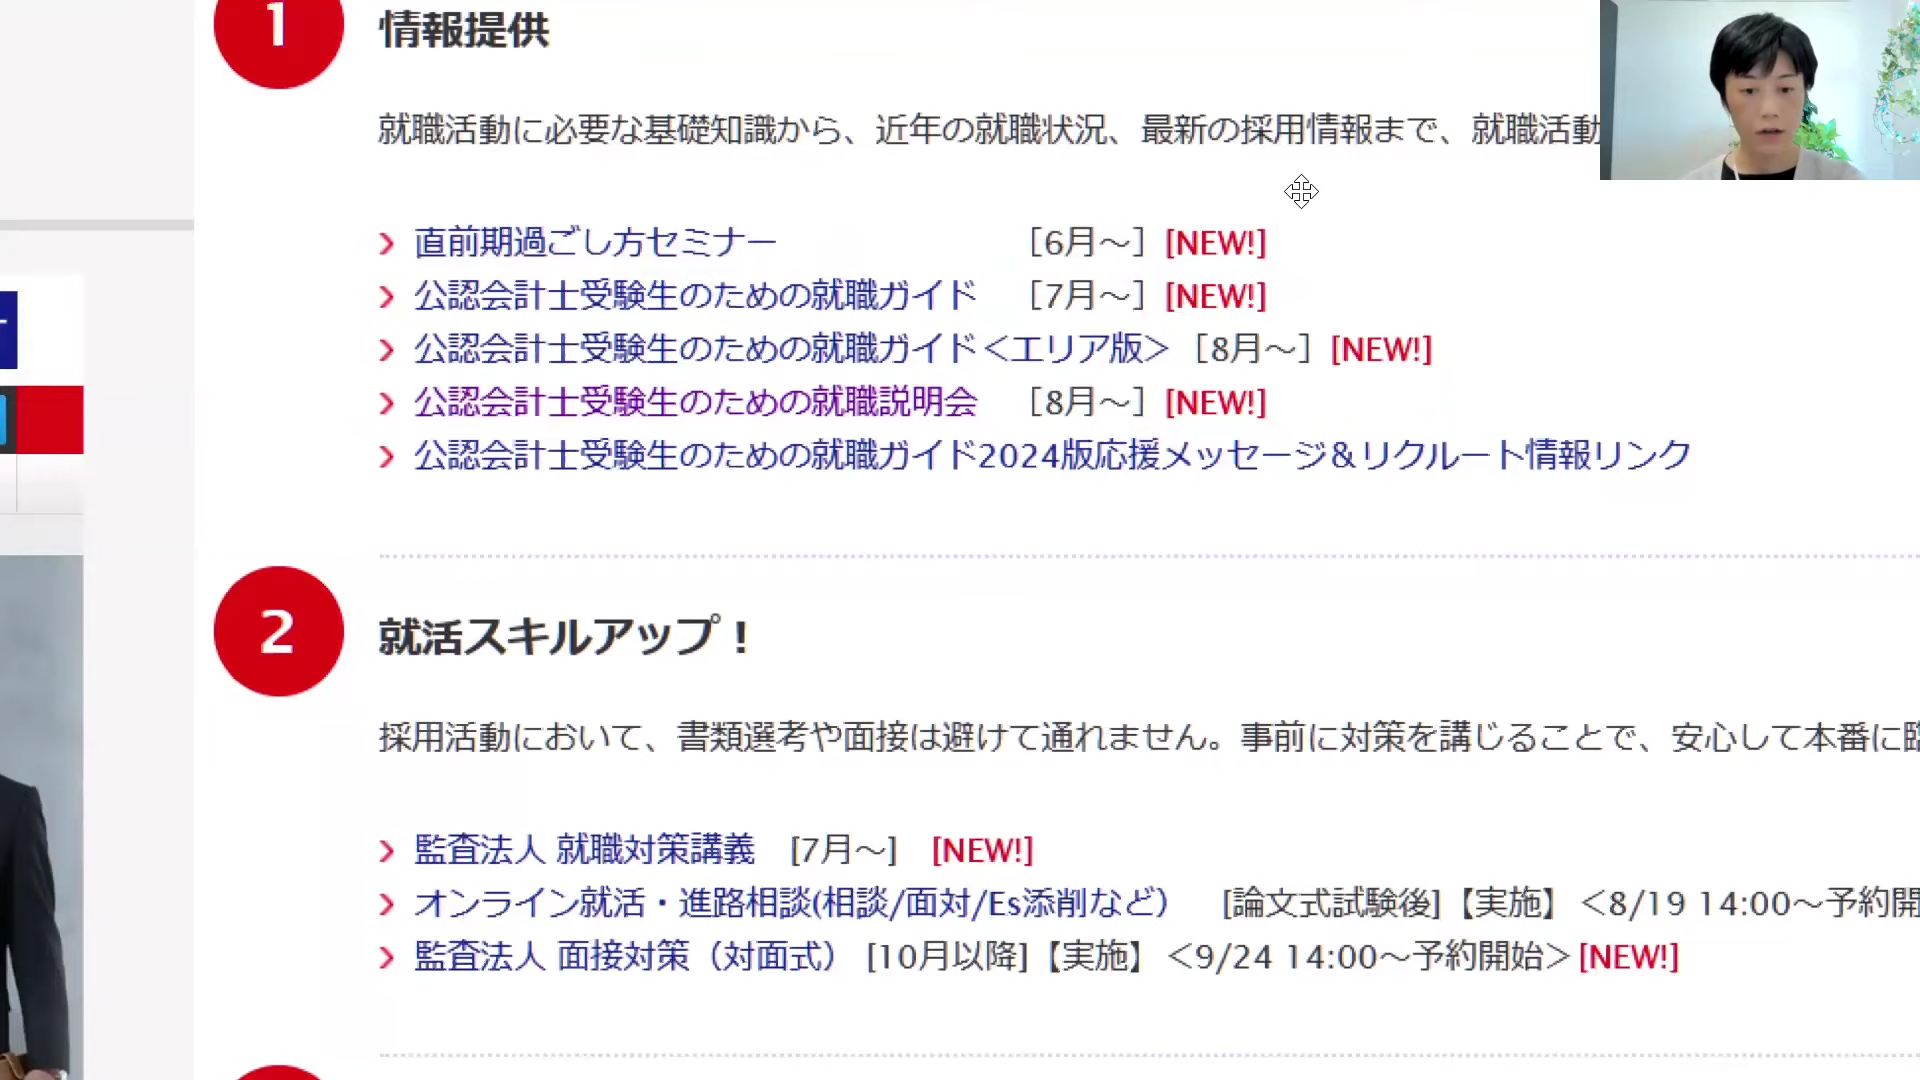 1
情報提供
就職活動に必要な基礎知識から、近年の就職状況、最新の採用情報まで、就職活動
直前期過ごし方セミナー ［6月～］[NEW!]
公認会計士受験生のための就職ガイド ［7月～］[NEW!]
公認会計士受験生のための就職ガイド＜エリア版＞［8月～］[NEW!]
公認会計士受験生のための就職説明会 ［8月～］[NEW!]
公認会計士受験生のための就職ガイド2024版応援メッセージ＆リクルート情報リンク
2
就活スキルアップ！
採用活動において、書類選考や面接は避けて通れません。事前に対策を講じることで、安心して本番に臨
監査法人 就職対策講義 [7月～] [NEW!]
オンライン就活・進路相談(相談/面対/Es添削など） [論文式試験後]【実施】＜8/19 14:00～予約開
監査法人 面接対策（対面式） [10月以降]【実施】＜9/24 14:00～予約開始＞[NEW!]